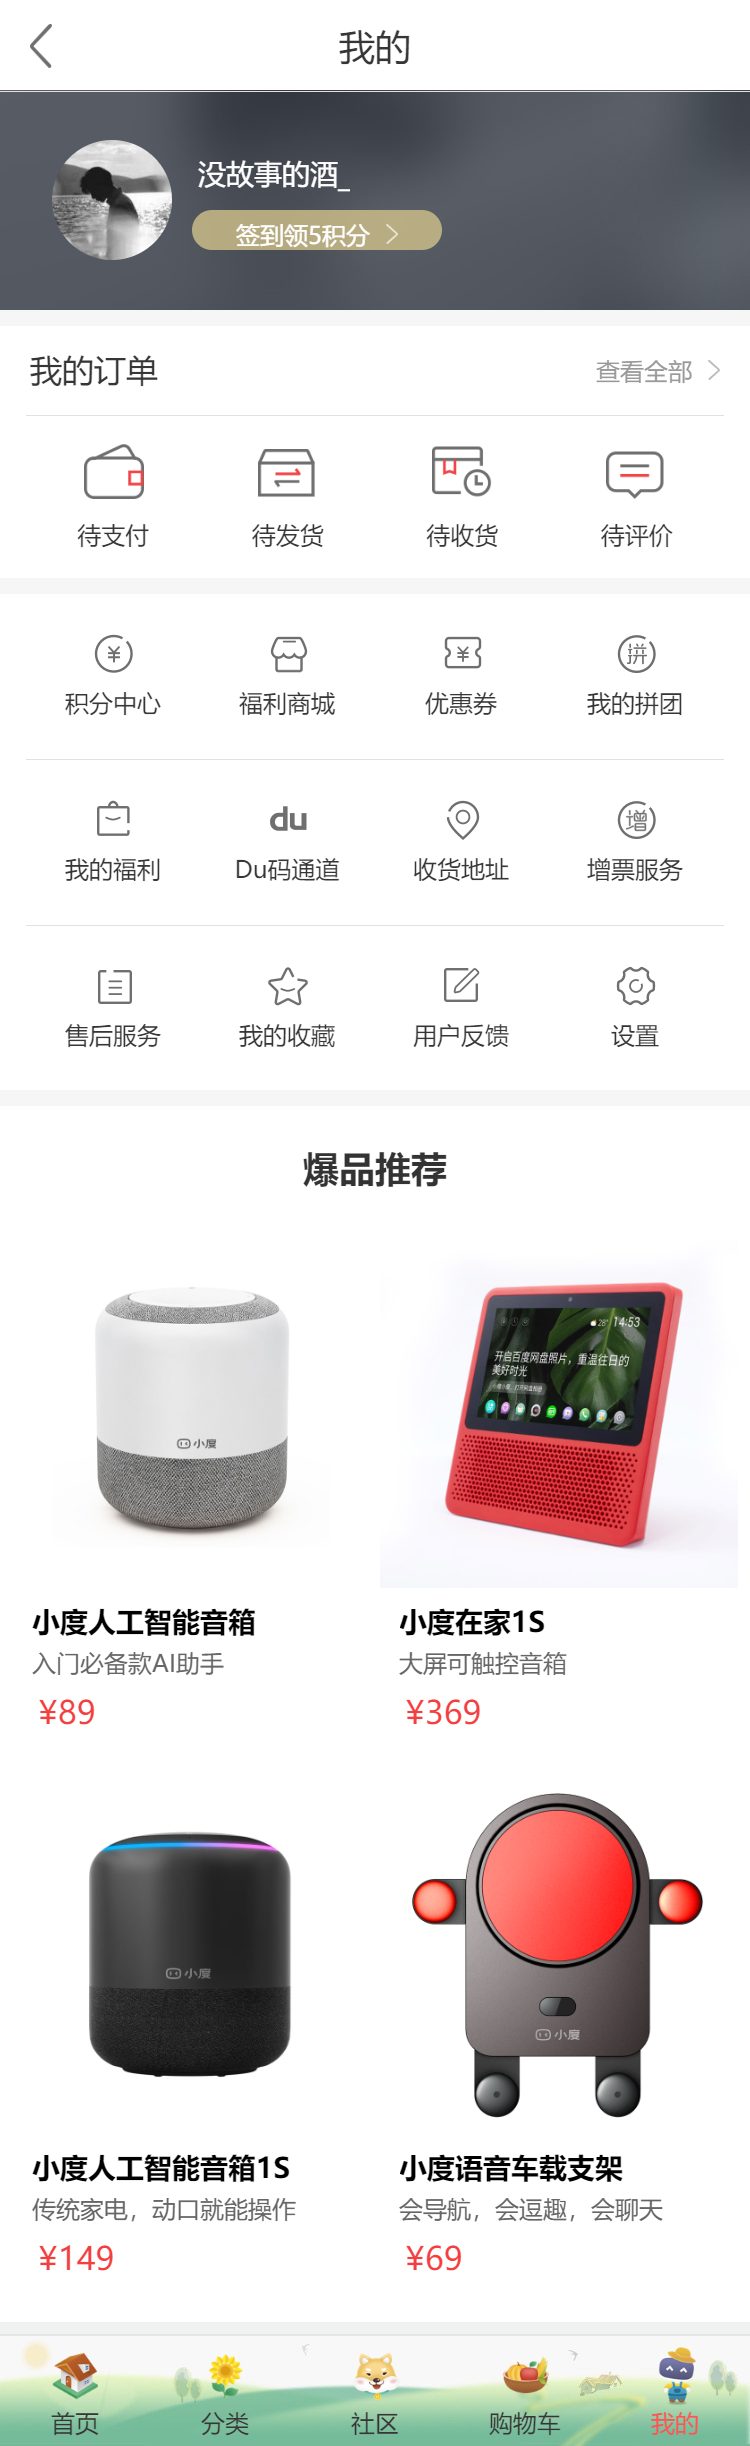 我的
没故事的酒_
签到领5积分
我的订单
查看全部
待支付 待发货 待收货 待评价
积分中心 福利商城 优惠券 我的拼团
du
增
我的福利 Du码通道 收货地址 增票服务
售后服务 我的收藏 用户反馈 设置
爆品推荐
28° 14:53
开启百度网盘照片，重温往日的
美好时光
小度
小度人工智能音箱 小度在家1S
入门必备款AI助手 大屏可触控音箱
¥89 ¥369
小度
小度
小度人工智能音箱1S 小度语音车载支架
传统家电，动口就能操作 会导航，会逗趣，会聊天
¥149 ¥69
首页 分类 社区 购物车 我的